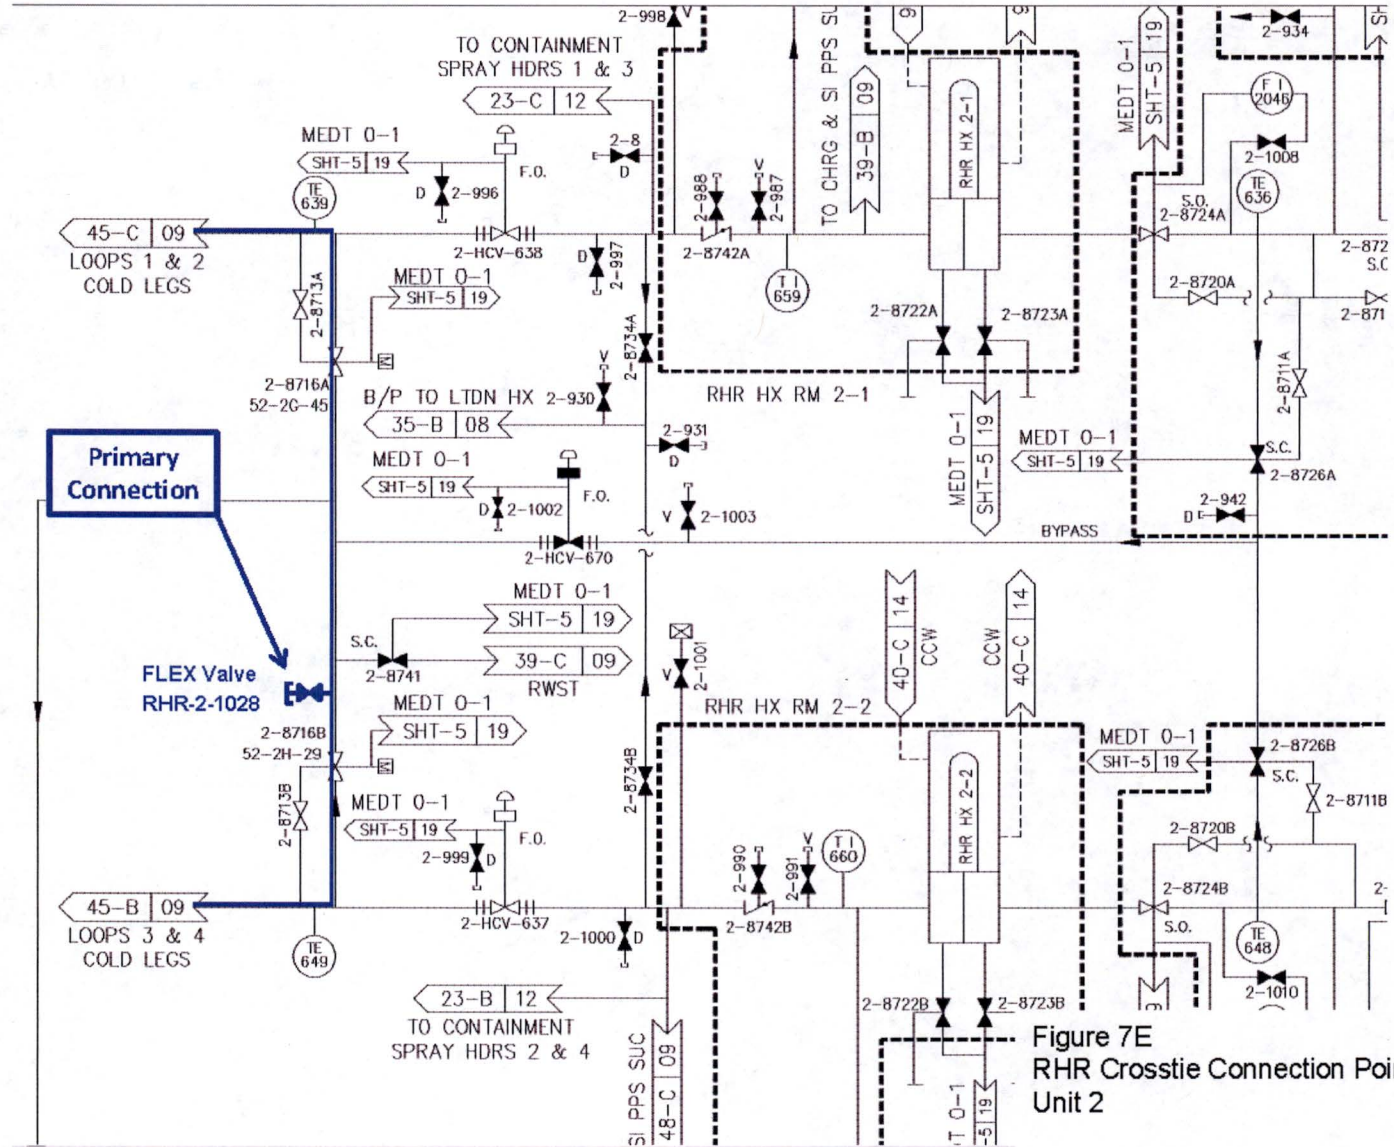 2-998
V
TO CONTAINMENT
SPRAY HDRS 1 & 3
23-C 12
MEDT 0-1
SHT-5 19
TE
639
D
2-996
F.O.
2-8
D
45-C 09
LOOPS 1 & 2
COLD LEGS
2-HCV-638
D
2-997
2-988
V
2-987
2-8742A
T I
659
TO CHRG & SI PPS SU
39-B 09
RHR HX 2-1
MEDT 0-1
SHT-5 19
2-934
F I
2046
2-1008
S.O.
2-8724A
TE
636
2-872
S.C
2-8720A
2-871
2-8713A
MEDT 0-1
SHT-5 19
M
2-8716A
52-2G-45
2-8734A
2-8722A
2-8723A
RHR HX RM 2-1
2-8711A
B/P TO LTDN HX
V
2-930
35-B 08
2-931
D
MEDT 0-1
SHT-5 19
MEDT 0-1
SHT-5 19
S.C.
2-8726A
Primary
Connection
MEDT 0-1
SHT-5 19
D
2-1002
F.O.
V
2-1003
2-942
D
2-HCV-670
BYPASS
MEDT 0-1
SHT-5 19
S.C.
2-8741
39-C 09
RWST
V
2-1001
40-C 14
CCW
CCW
40-C 14
FLEX Valve
RHR-2-1028
MEDT 0-1
SHT-5 19
RHR HX RM 2-2
2-8716B
52-2H-29
M
2-8713B
2-8734B
RHR HX 2-2
MEDT 0-1
SHT-5 19
2-8726B
S.C.
2-8711B
MEDT 0-1
SHT-5 19
2-999
D
F.O.
2-990
V
2-991
T I
660
2-8720B
2-8724B
S.O.
2-
45-B 09
LOOPS 3 & 4
COLD LEGS
TE
649
2-HCV-637
2-1000
D
2-8742B
TE
648
2-1010
23-B 12
TO CONTAINMENT
SPRAY HDRS 2 & 4
SI PPS SUC
48-C 09
2-8722B
2-8723B
DT 0-1
-5 19
Figure 7E
RHR Crosstie Connection Poi
Unit 2